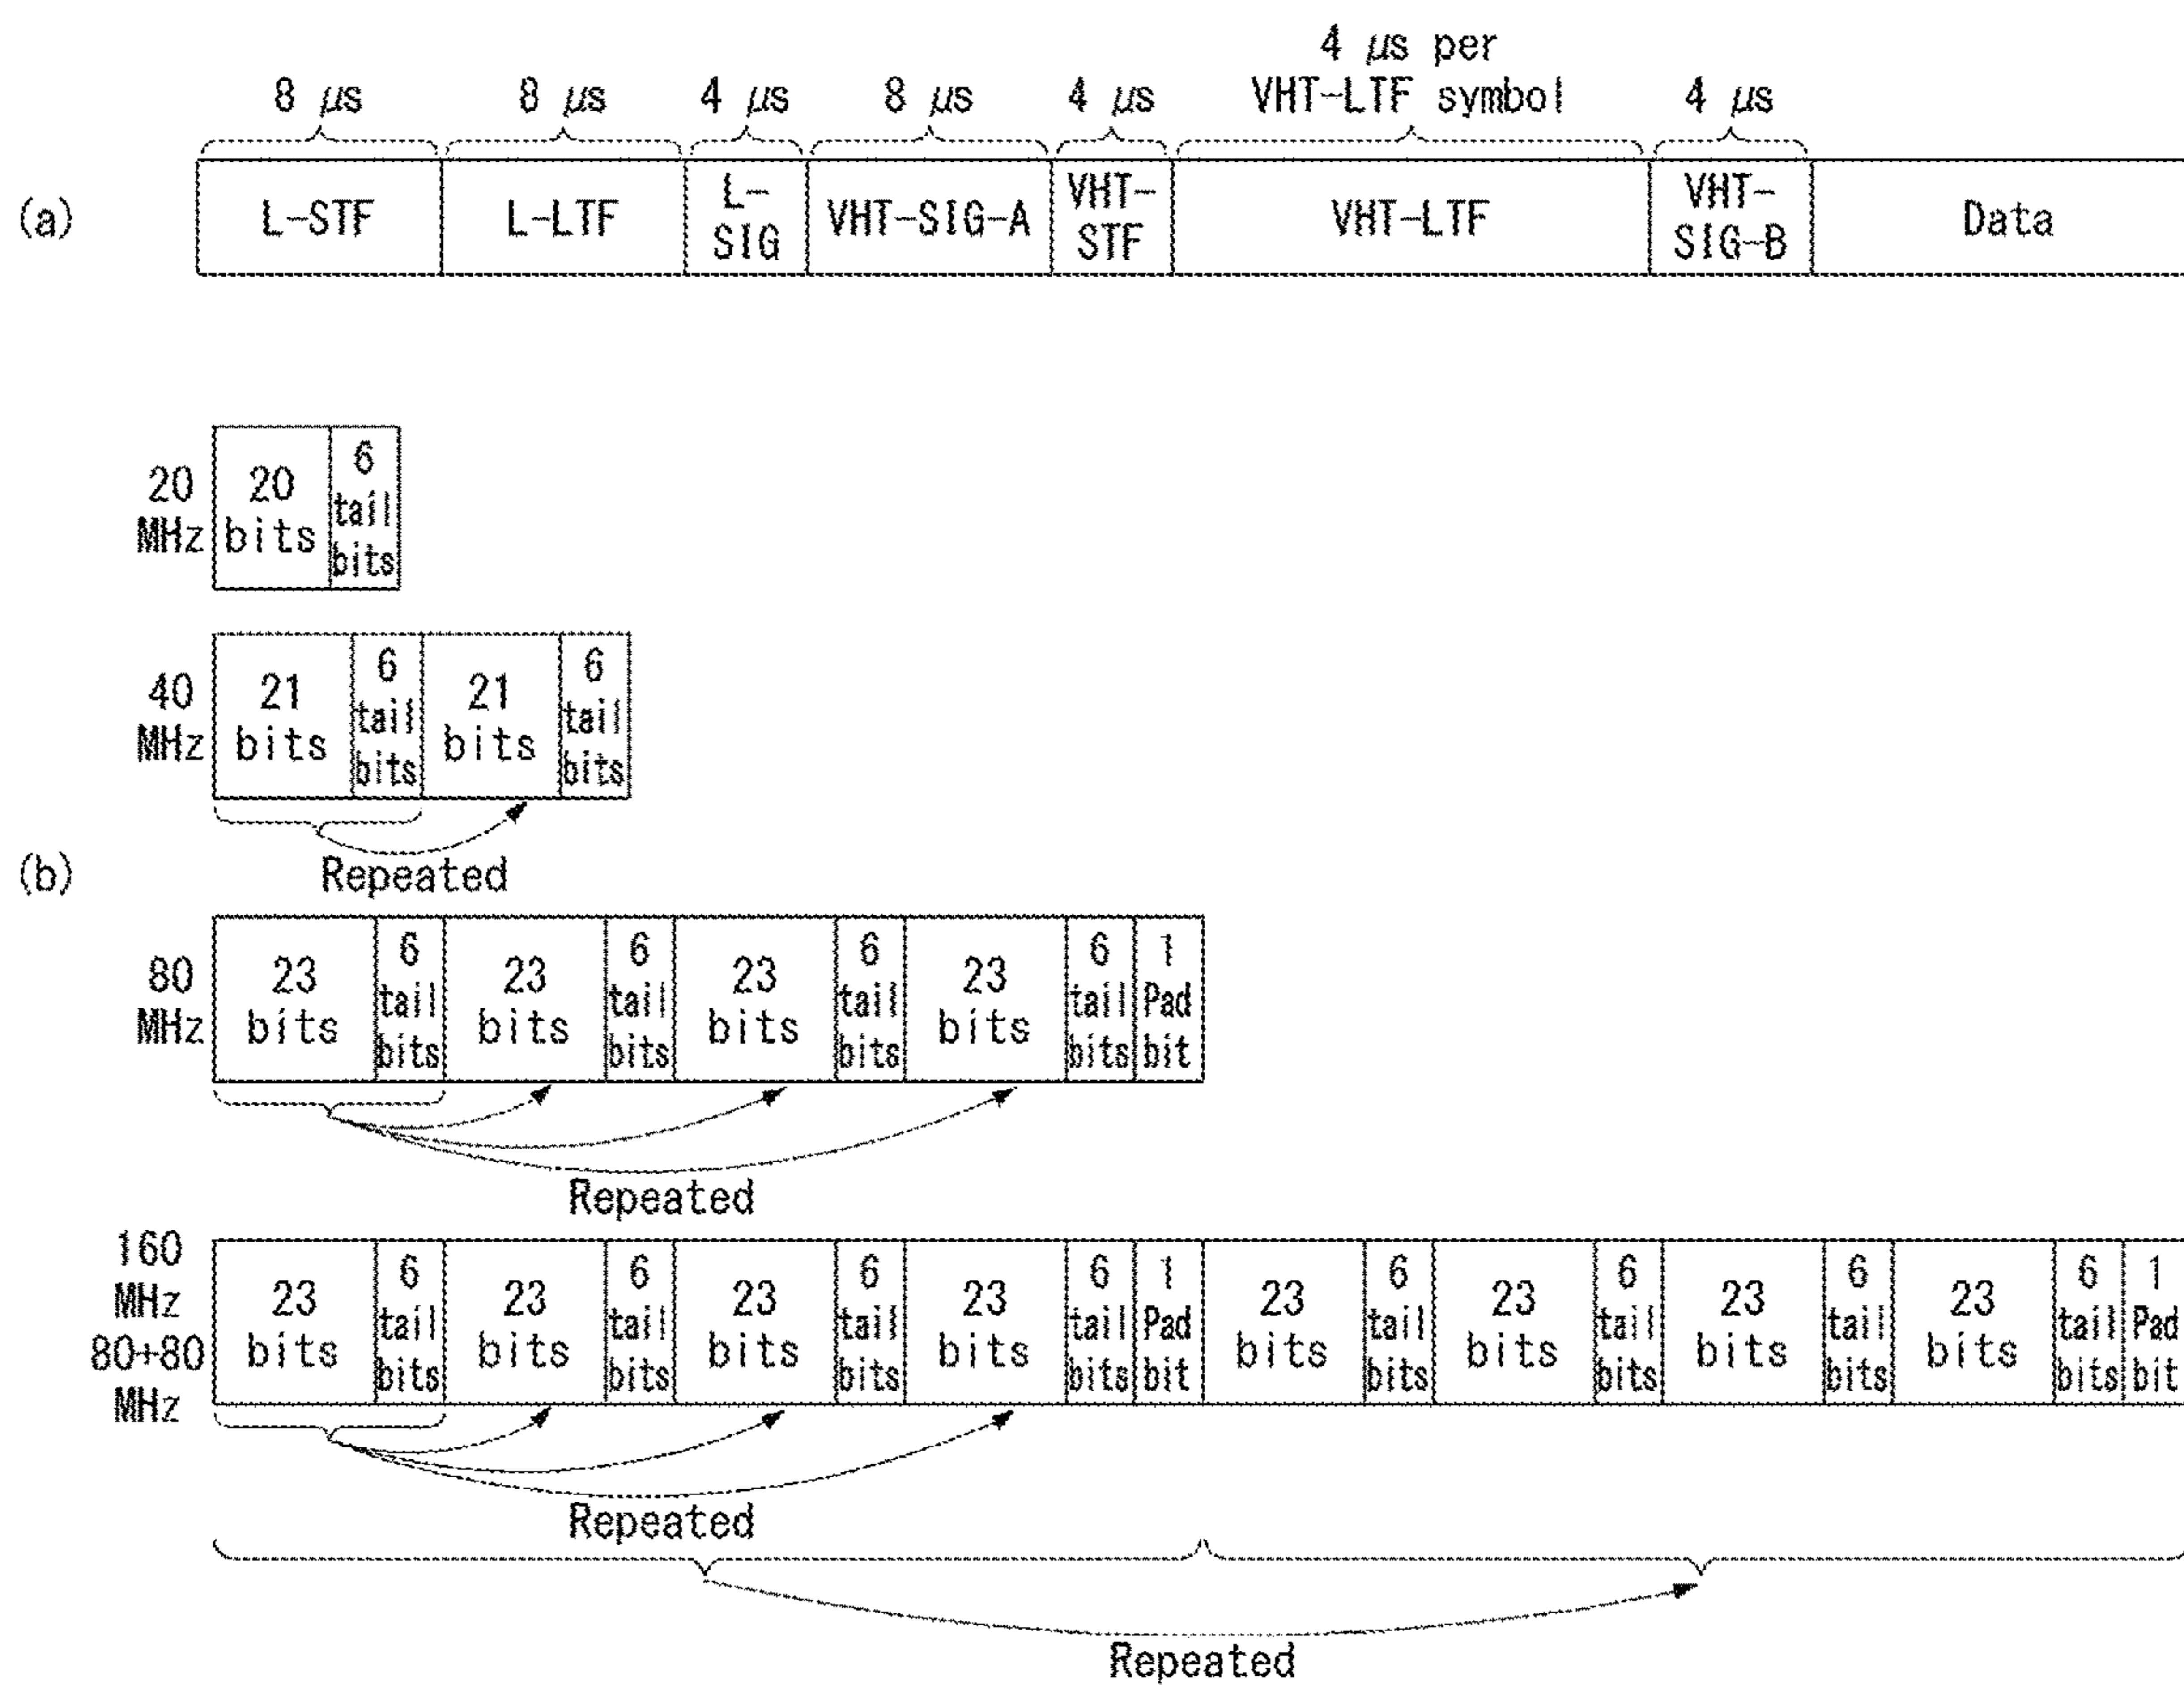 4 μs per
8 μs 8 μs 4 μs 8 μs 4 μs VHT-LTF symbol 4 μs
(a) L-STF L-LTF L-SIG VHT-SIG-A VHT-STF VHT-LTF VHT-SIG-B Data
20 MHz
20 bits
6 tail bits
40 MHz
21 bits
6 tail bits
21 bits
6 tail bits
Repeated
(b)
80 MHz
23 bits
6 tail bits
23 bits
6 tail bits
23 bits
6 tail bits
23 bits
6 tail bits
1 Pad bit
Repeated
160 MHz
80+80 MHz
23 bits
6 tail bits
23 bits
6 tail bits
23 bits
6 tail bits
23 bits
6 tail bits
1 Pad bit
23 bits
6 tail bits
23 bits
6 tail bits
23 bits
6 tail bits
23 bits
6 tail bits
1 Pad bit
Repeated
Repeated